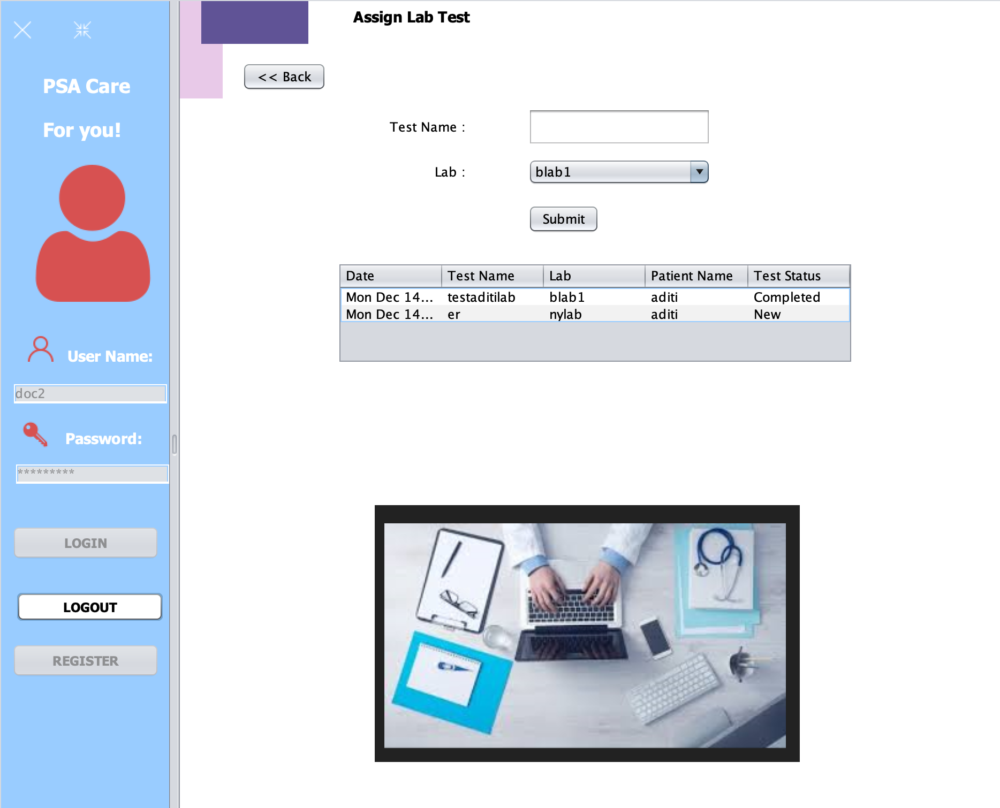 PSA Care
For you!
User Name:
doc2
Password:
*********
LOGIN
LOGOUT
REGISTER
Assign Lab Test
<< Back
Test Name :
Lab :
blab1
Submit
Date Test Name Lab Patient Name Test Status
Mon Dec 14... testaditilab blab1 aditi Completed
Mon Dec 14... er nylab aditi New